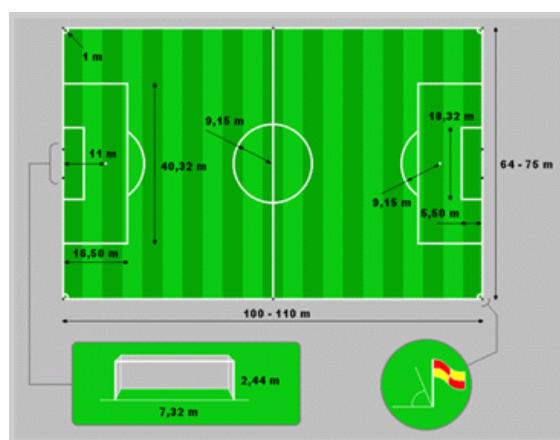 1 m
9,15 m
18,32 m
11 m
40,32 m
64 - 75 m
9,15 m
5,50 m
16,50 m
100 - 110 m
2,44 m
7,32 m